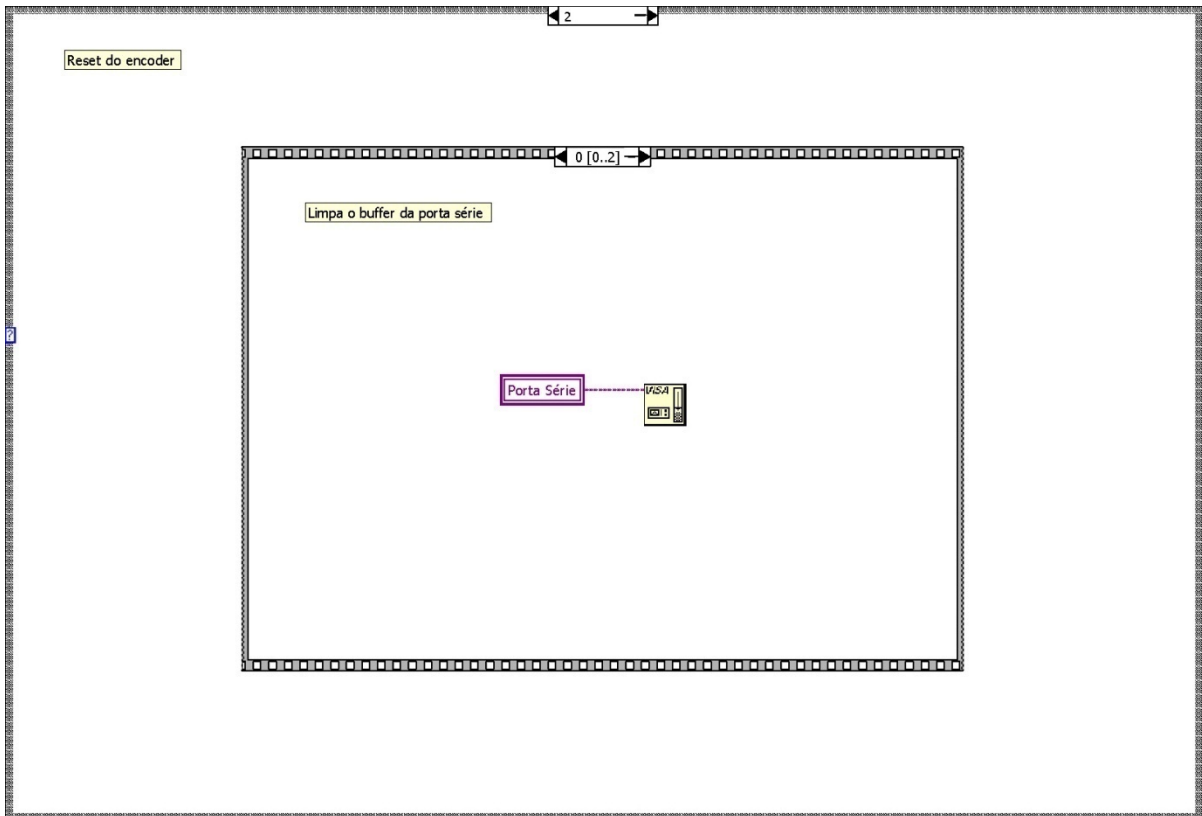 2
Reset do encoder
0 [0..2]
Limpa o buffer da porta série
Porta Série
VISA
?